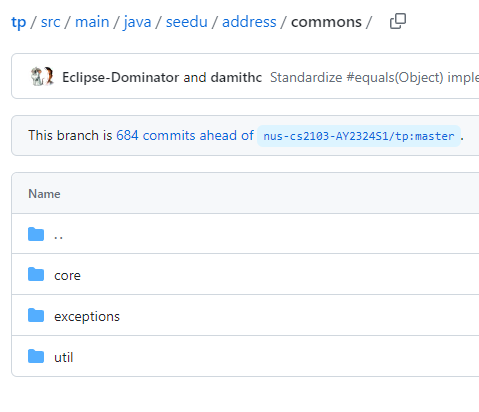 tp / src / main / java / seedu / address / commons /
Eclipse-Dominator and damithc Standardize #equals(Object) imple
This branch is 684 commits ahead of nus-cs2103-AY2324S1/tp:master .
Name
..
core
exceptions
util